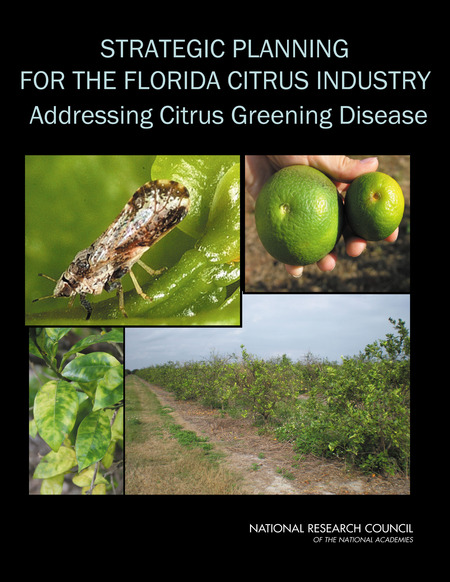 STRATEGIC PLANNING
FOR THE FLORIDA CITRUS INDUSTRY
Addressing Citrus Greening Disease
NATIONAL RESEARCH COUNCIL
OF THE NATIONAL ACADEMIES